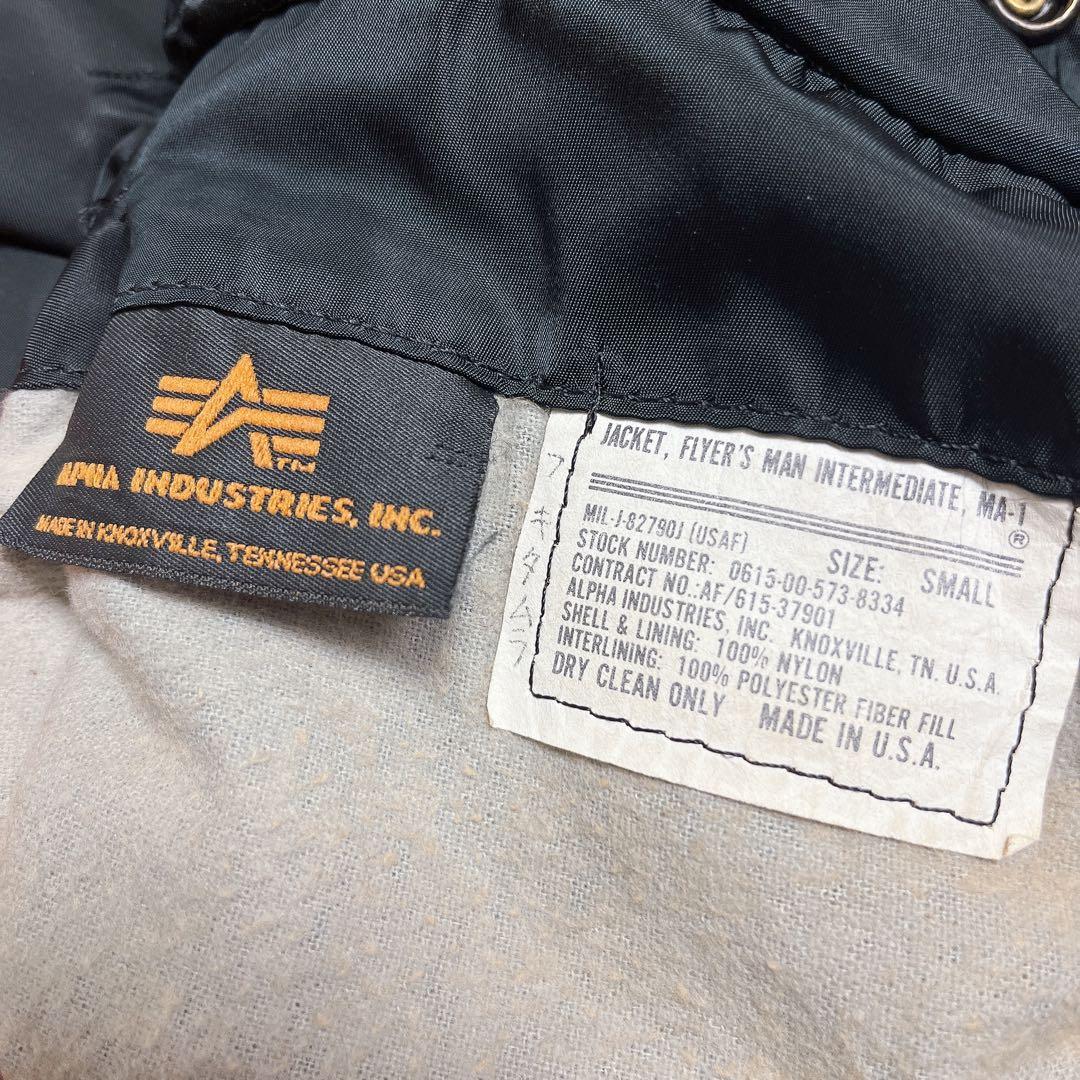 TM
ALPHA INDUSTRIES, INC.
MADE IN KNOXVILLE, TENNESSEE USA
JACKET, FLYER'S MAN INTERMEDIATE, MA-1
®
MIL-J-82790J (USAF)
SIZE: SMALL
STOCK NUMBER: 0615-00-573-8334
CONTRACT NO.: AF/615-37901
ALPHA INDUSTRIES, INC. KNOXVILLE, TN. U.S.A.
SHELL & LINING: 100% NYLON
INTERLINING: 100% POLYESTER FIBER FILL
DRY CLEAN ONLY MADE IN U.S.A.